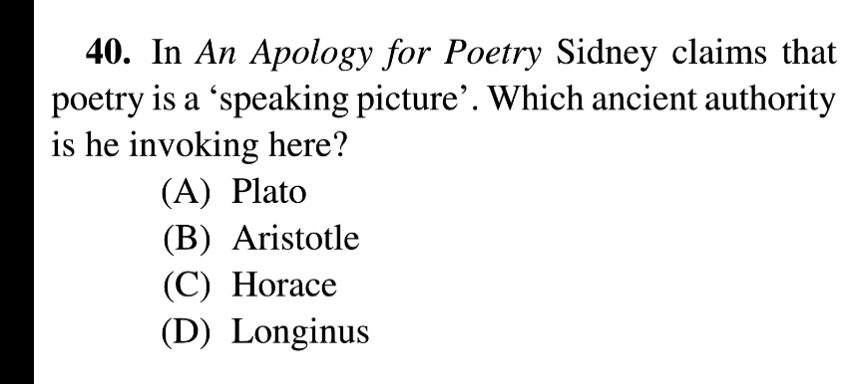 40. In An Apology for Poetry Sidney claims that
poetry is a ‘speaking picture’. Which ancient authority
is he invoking here?
(A) Plato
(B) Aristotle
(C) Horace
(D) Longinus